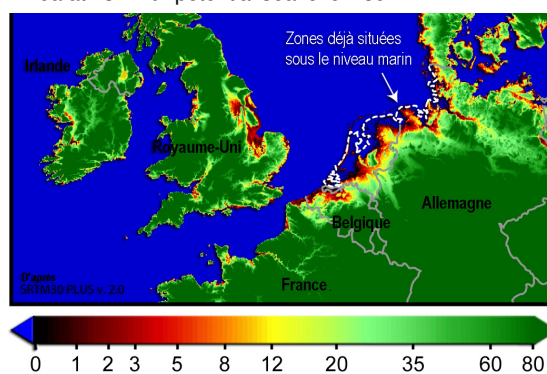 Zones déjà situées
sous le niveau marin
Irlande
Royaume-Uni
Allemagne
Belgique
France
D'après
SRTM30 PLUS v. 2.0
0 1 2 3 5 8 12 20 35 60 80